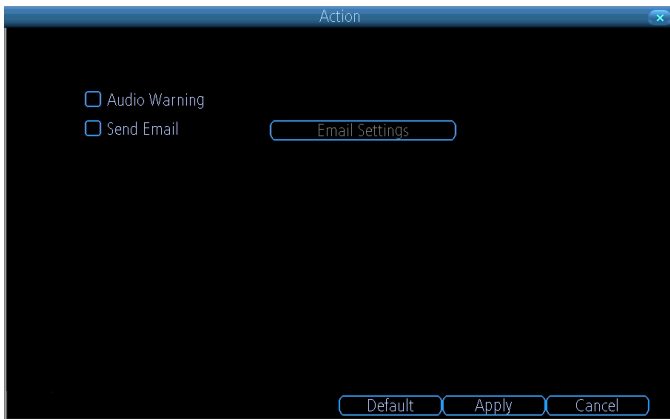 Action
Audio Warning
Send Email Email Settings
Default Apply Cancel